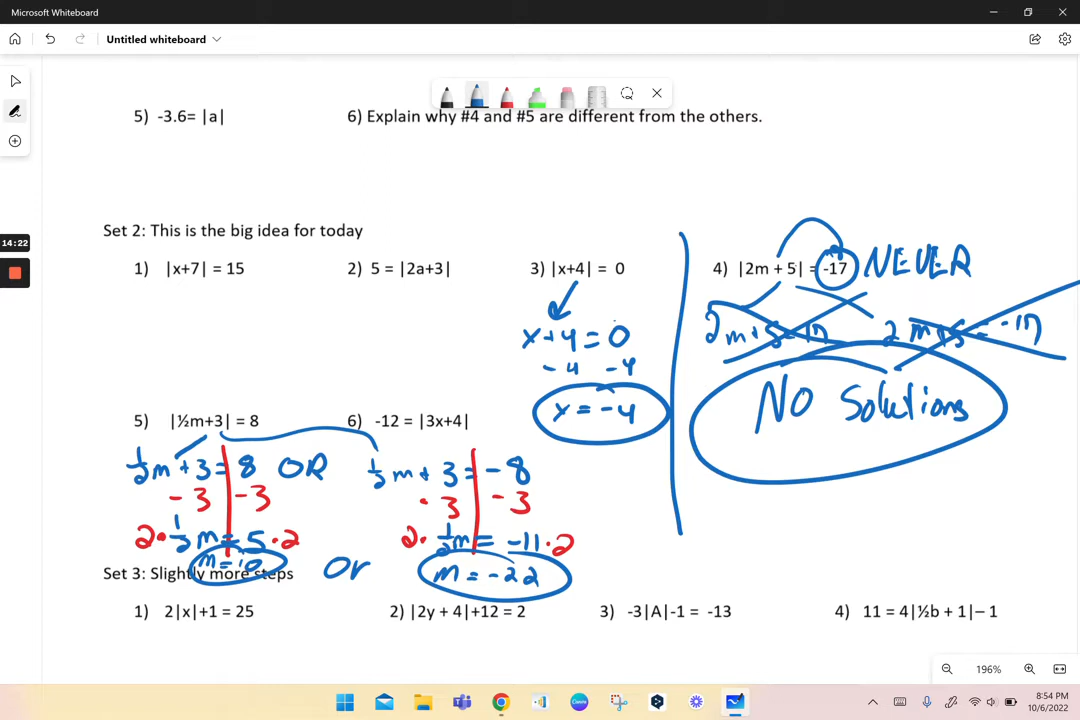 Microsoft Whiteboard
Untitled whiteboard
5) -3.6= |a|
6) Explain why #4 and #5 are different from the others.
14:22
Set 2: This is the big idea for today
1) |x+7| = 15
2) 5 = |2a+3|
3) |x+4| = 0
4) |2m + 5| = -17 NEVER
x+4=0
-4 -4
x = -4
2m+5=17
2m+5=-17
NO Solutions
5) |½m+3| = 8
6) -12 = |3x+4|
½m+3=8 OR ½m+3=-8
-3 -3 -3 -3
2•½m=5•2
2•½m=-11•2
m=10 or m=-22
Set 3: Slightly more steps
1) 2|x|+1 = 25
2) |2y + 4|+12 = 2
3) -3|A|-1 = -13
4) 11 = 4|½b + 1|– 1
196%
8:54 PM
10/6/2022